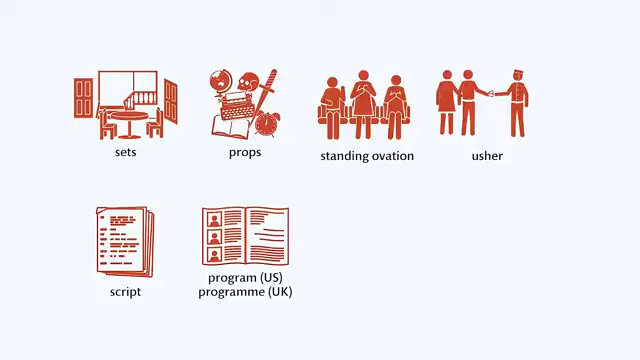 sets
props
standing ovation
usher
script
program (US)
programme (UK)